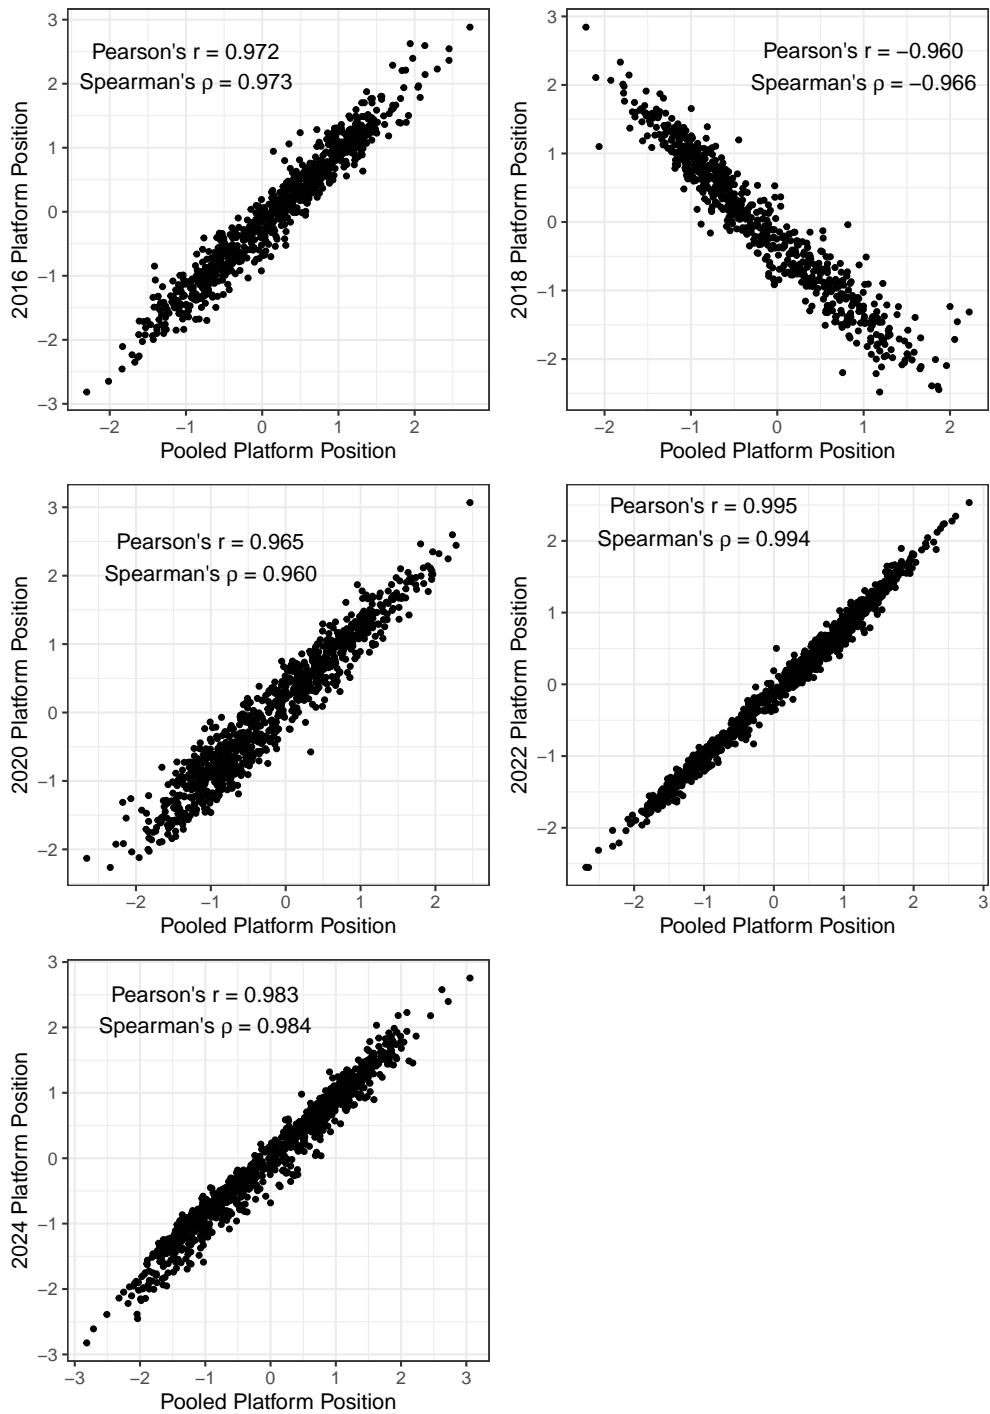 3
2
1
0
−1
−2
−3
−2
−1
0
1
2
Pooled Platform Position
2016 Platform Position
Pearson's r = 0.972
Spearman's ρ = 0.973
3
2
1
0
−1
−2
−2
−1
0
1
2
Pooled Platform Position
2018 Platform Position
Pearson's r = −0.960
Spearman's ρ = −0.966
3
2
1
0
−1
−2
−2
−1
0
1
2
Pooled Platform Position
2020 Platform Position
Pearson's r = 0.965
Spearman's ρ = 0.960
2
1
0
−1
−2
−2
−1
0
1
2
3
Pooled Platform Position
2022 Platform Position
Pearson's r = 0.995
Spearman's ρ = 0.994
3
2
1
0
−1
−2
−3
−3
−2
−1
0
1
2
3
Pooled Platform Position
2024 Platform Position
Pearson's r = 0.983
Spearman's ρ = 0.984